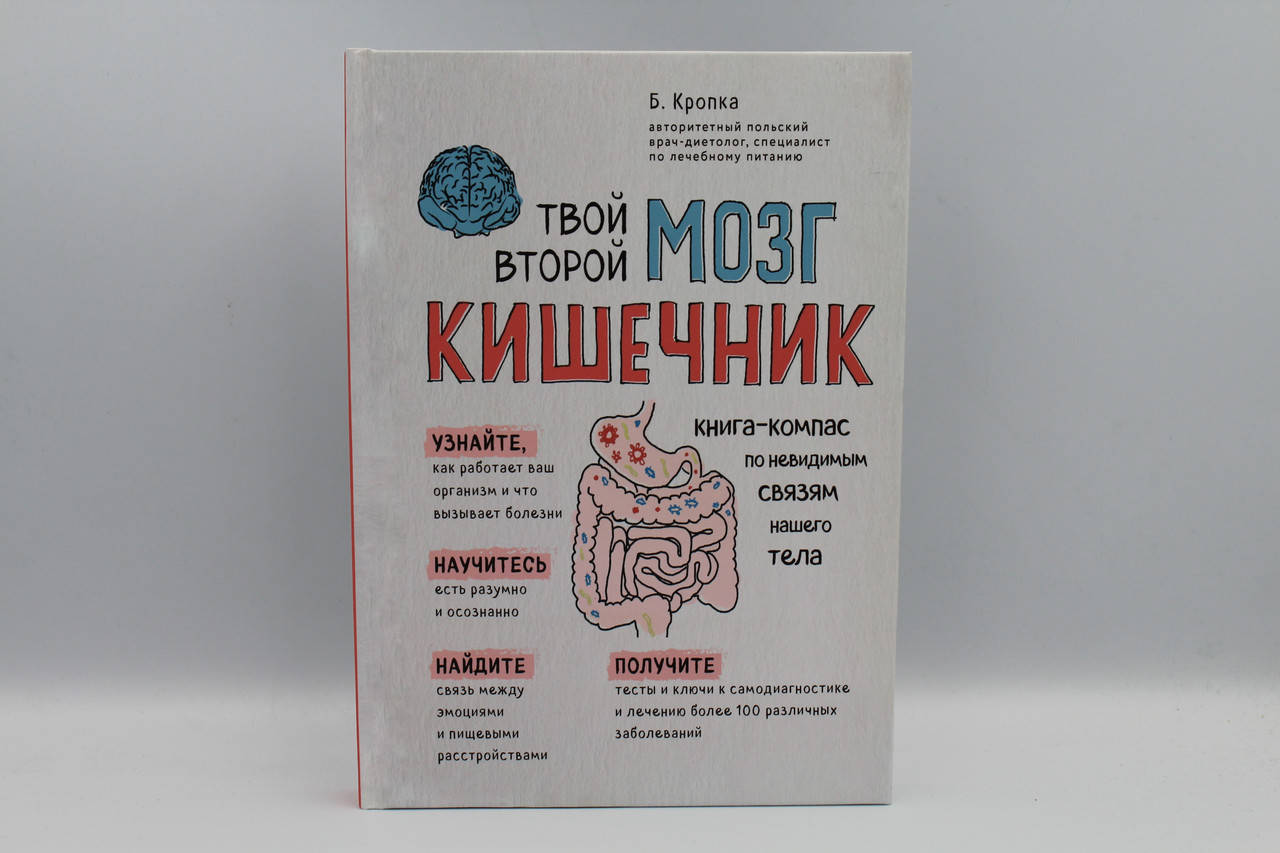 Б. Кропка
авторитетный польский
врач-диетолог, специалист
по лечебному питанию
ТВОЙ
ВТОРОЙ
МОЗГ
КИШЕЧНИК
книга-компас
по невидимым
связям
нашего
тела
УЗНАЙТЕ,
как работает ваш
организм и что
вызывает болезни
НАУЧИТЕСЬ
есть разумно
и осознанно
НАЙДИТЕ
связь между
эмоциями
и пищевыми
расстройствами
ПОЛУЧИТЕ
тесты и ключи к самодиагностике
и лечению более 100 различных
заболеваний